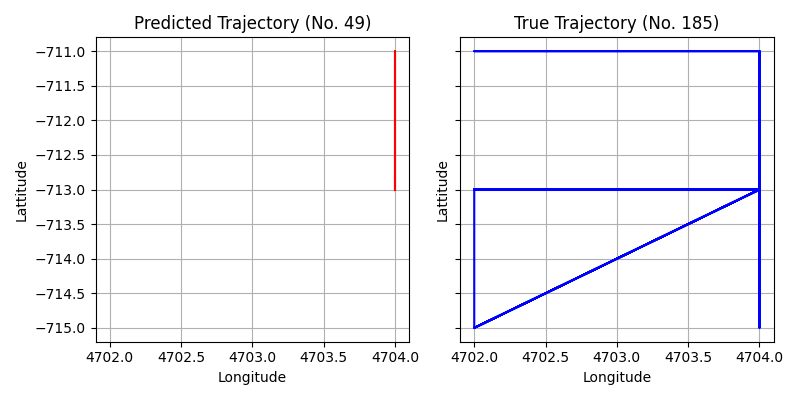 Predicted Trajectory (No. 49)
True Trajectory (No. 185)
−711.0
−711.5
−712.0
−712.5
−713.0
−713.5
−714.0
−714.5
−715.0
Lattitude
Lattitude
4702.0 4702.5 4703.0 4703.5 4704.0
4702.0 4702.5 4703.0 4703.5 4704.0
Longitude
Longitude